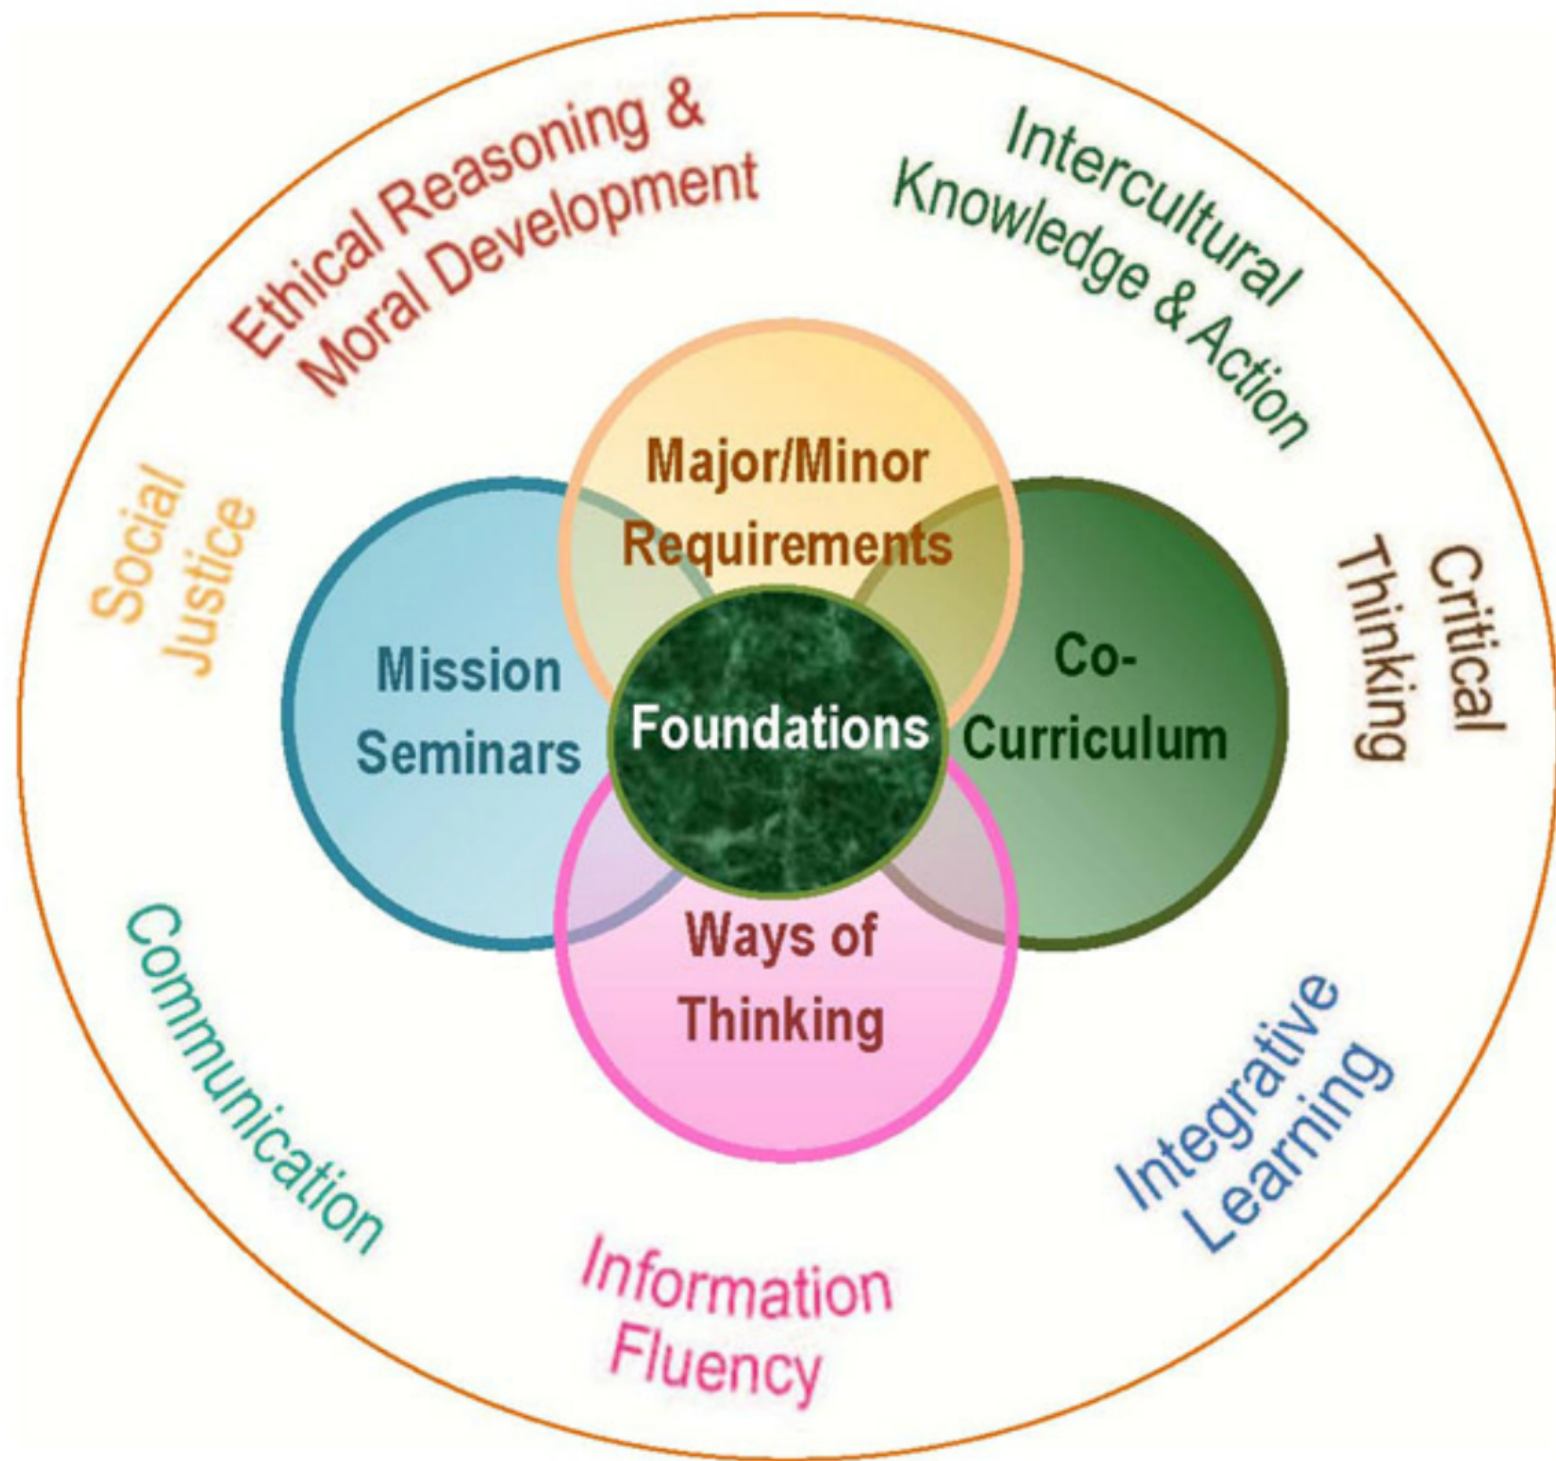 Ethical Reasoning &
Moral Development
Intercultural
Knowledge & Action
Social
Justice
Critical
Thinking
Major/Minor
Requirements
Mission
Seminars
Foundations
Co-
Curriculum
Ways of
Thinking
Communication
Integrative
Learning
Information
Fluency